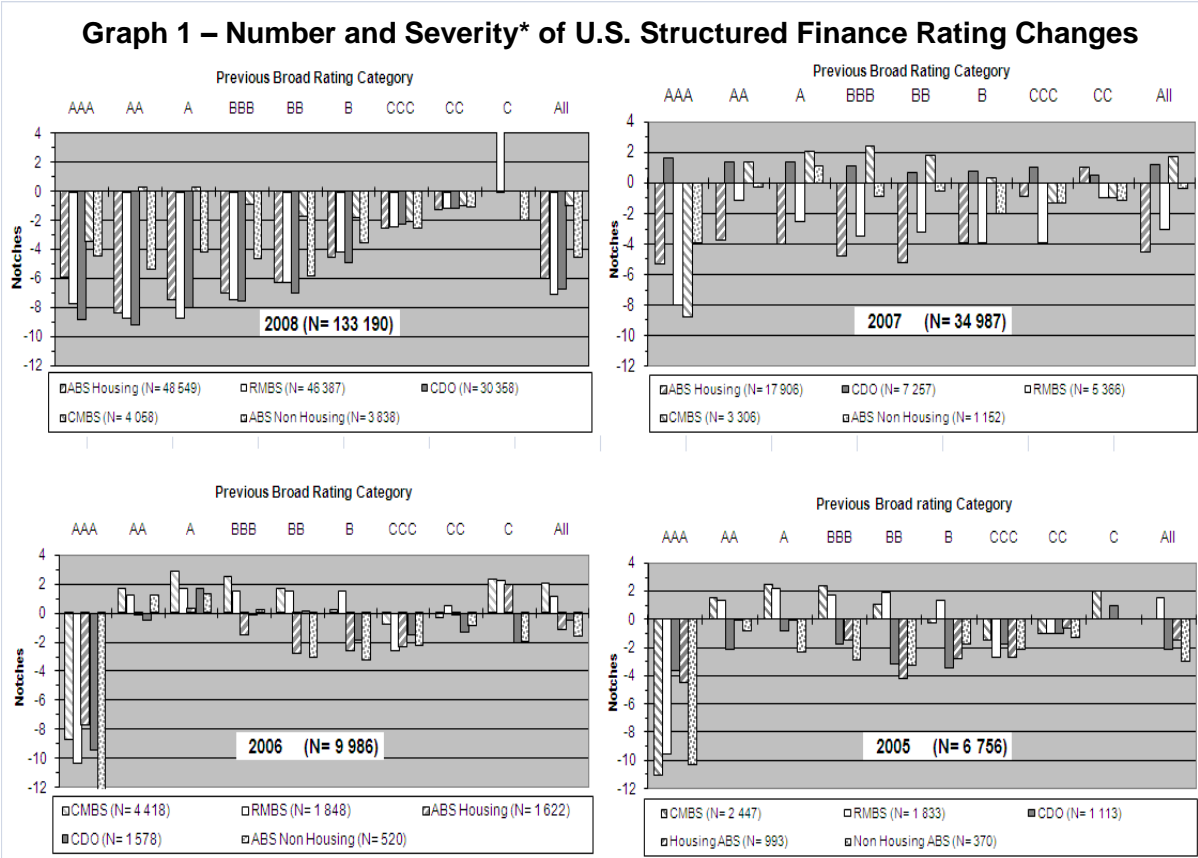 Graph 1 – Number and Severity* of U.S. Structured Finance Rating Changes
Previous Broad Rating Category
AAA AA A BBB BB B CCC CC C All
4
2
0
-2
-4
-6
-8
-10
-12
Notches
2008 (N= 133 190)
ABS Housing (N= 48 549) RMBS (N= 46 387) CDO (N= 30 358)
CMBS (N= 4 058) ABS Non Housing (N= 3 838)
Previous Broad Rating Category
AAA AA A BBB BB B CCC CC All
4
2
0
-2
-4
-6
-8
-10
-12
Notches
2007 (N= 34 987)
ABS Housing (N= 17 906) CDO (N= 7 257) RMBS (N= 5 366)
CMBS (N= 3 306) ABS Non Housing (N= 1 152)
Previous Broad Rating Category
AAA AA A BBB BB B CCC CC C All
4
2
0
-2
-4
-6
-8
-10
-12
Notches
2006 (N= 9 986)
CMBS (N= 4 418) RMBS (N= 1 848) ABS Housing (N= 1 622)
CDO (N= 1 578) ABS Non Housing (N= 520)
Previous Broad rating Category
AAA AA A BBB BB B CCC CC C All
4
2
0
-2
-4
-6
-8
-10
-12
Notches
2005 (N= 6 756)
CMBS (N= 2 447) RMBS (N= 1 833) CDO (N= 1 113)
Housing ABS (N= 993) Non Housing ABS (N= 370)